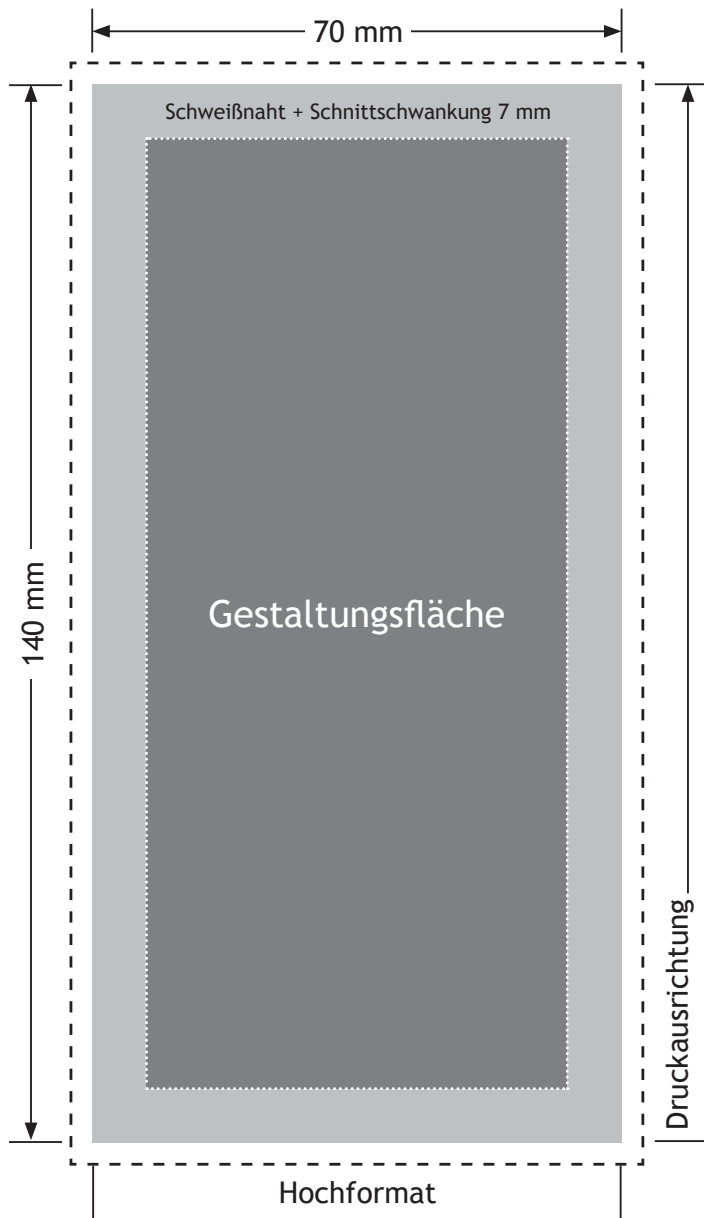 70 mm
Schweißnaht + Schnittschwankung 7 mm
140 mm
Gestaltungsfläche
Druckausrichtung
Hochformat